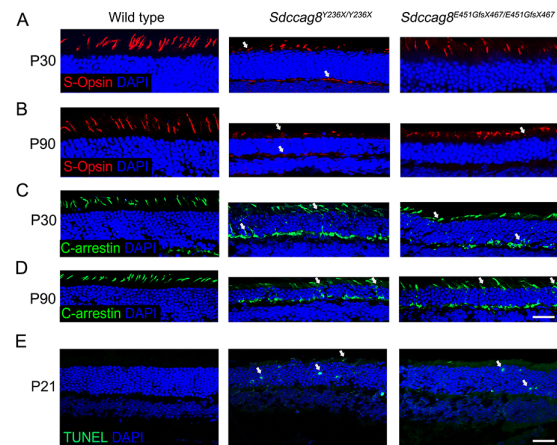 Wild type Sdccag8Y236X/Y236X Sdccag8E451GfsX467/E451GfsX467
A
P30
S-Opsin DAPI
B
P90
S-Opsin DAPI
C
P30
C-arrestin DAPI
D
P90
C-arrestin DAPI
E
P21
TUNEL DAPI